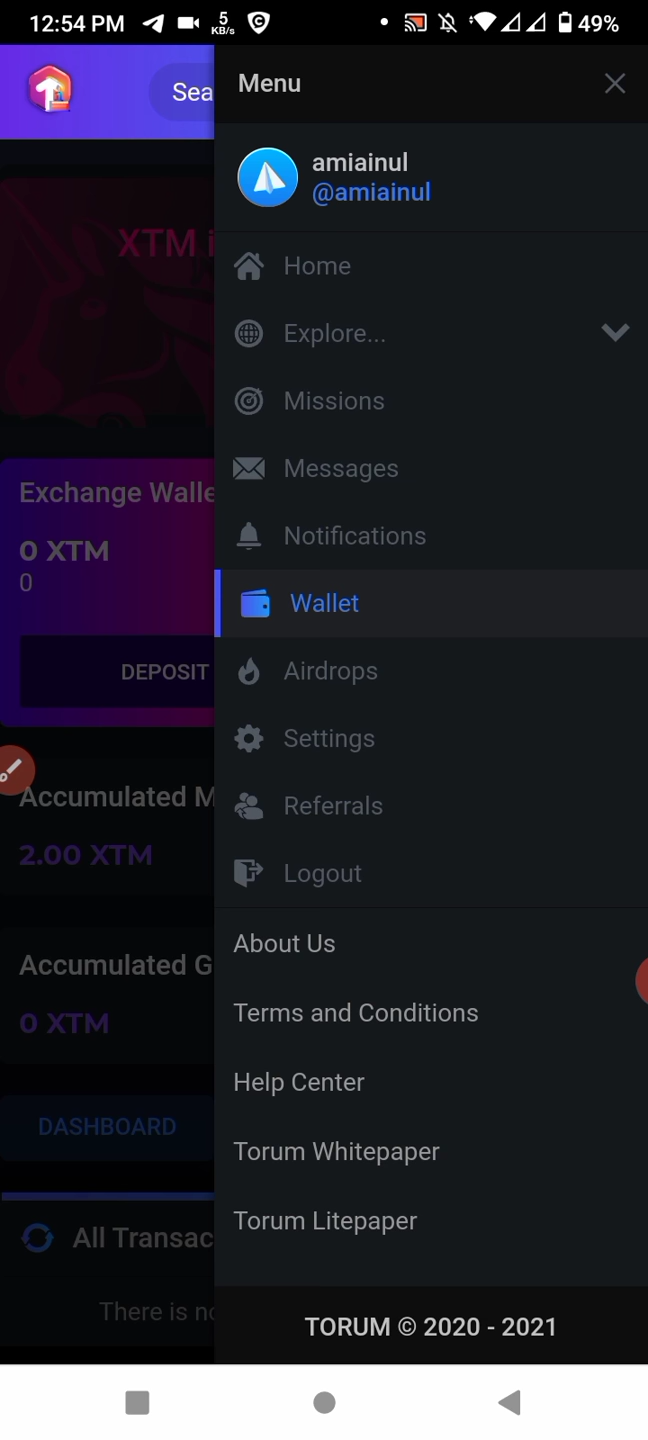 12:54 PM
5
KB/s
49%
Sea
Menu
amiainul
@amiainul
XTM i
Home
Explore...
Missions
Messages
Exchange Walle
Notifications
0 XTM
0
Wallet
DEPOSIT
Airdrops
Settings
Accumulated M
Referrals
2.00 XTM
Logout
About Us
Accumulated G
Terms and Conditions
0 XTM
Help Center
DASHBOARD
Torum Whitepaper
Torum Litepaper
All Transac
There is no
TORUM © 2020 - 2021